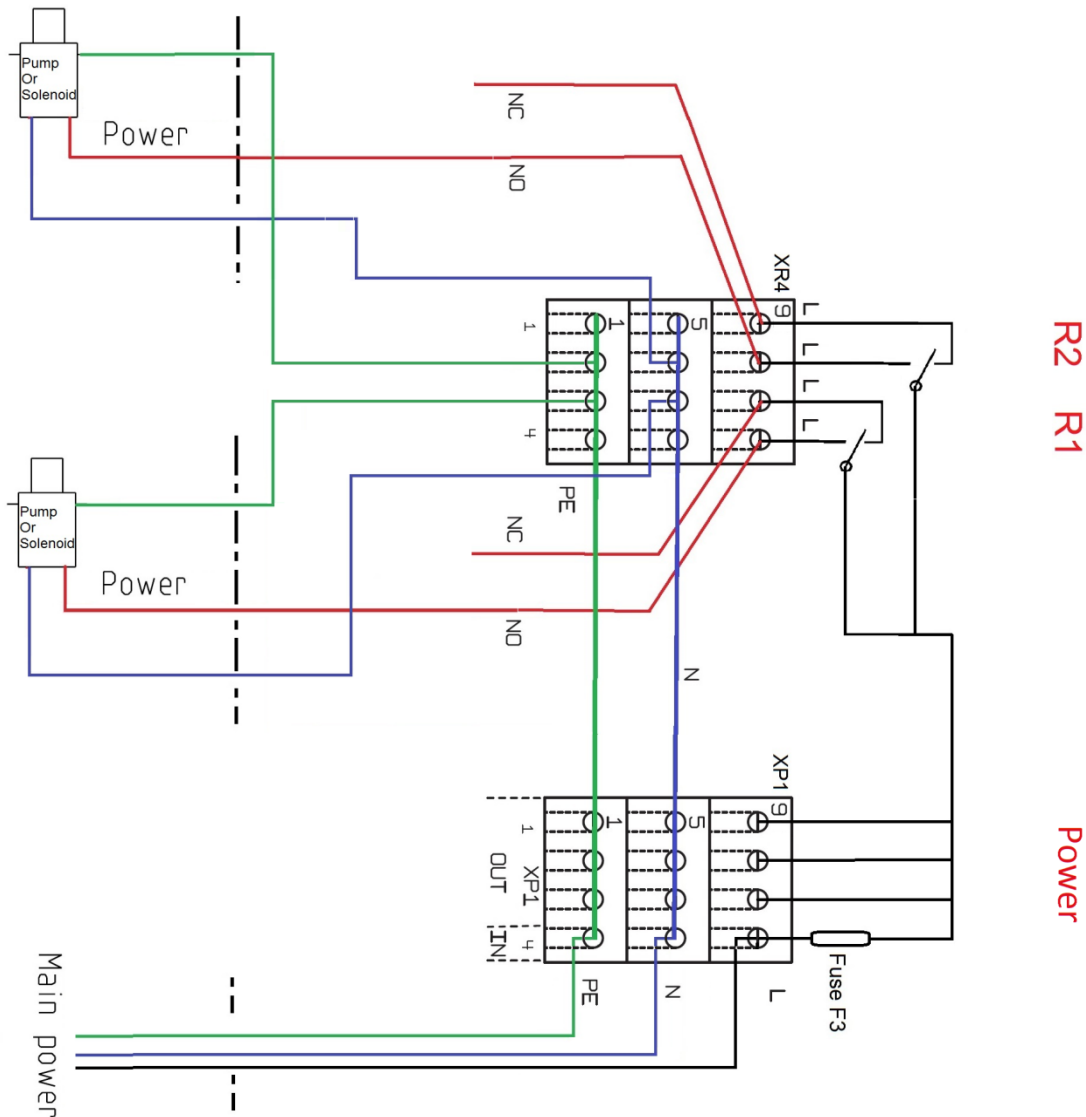 Pump
Or
Solenoid
Power
NC
NO
XR4
9
L
L
L
L
1
1
5
4
R2
R1
PE
Pump
Or
Solenoid
Power
NC
NO
N
XP1
9
1
1
5
OUT
XP1
IN
4
Fuse F3
Power
PE
N
L
Main power